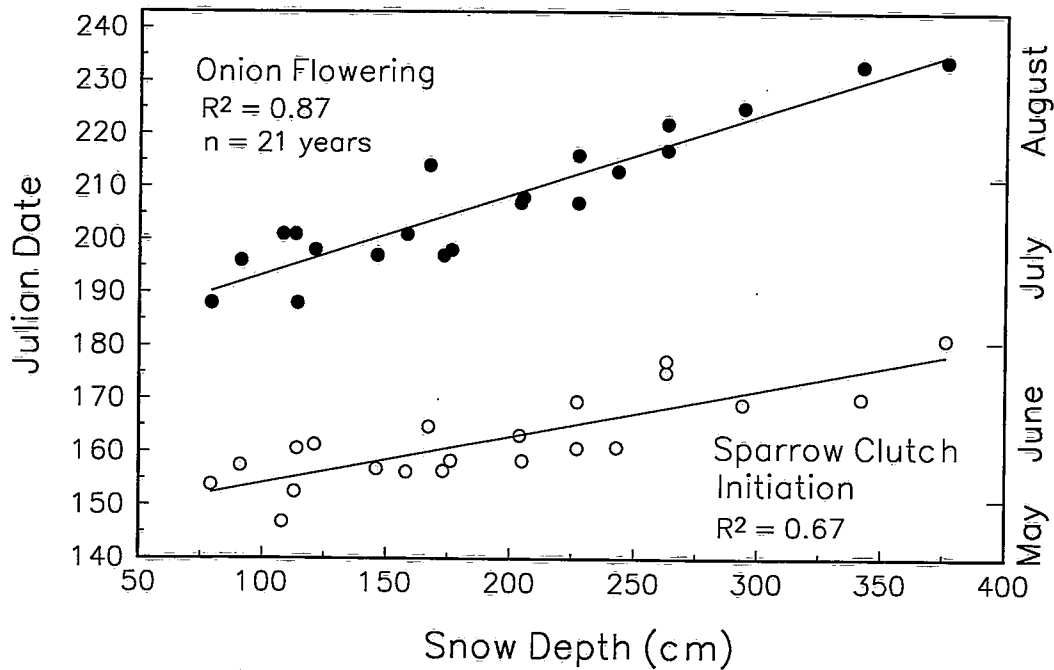 240
230
220
210
200
190
180
170
160
150
140
Julian Date
Onion Flowering
R² = 0.87
n = 21 years
Sparrow Clutch
Initiation
R² = 0.67
August
July
June
May
50 100 150 200 250 300 350 400
Snow Depth (cm)